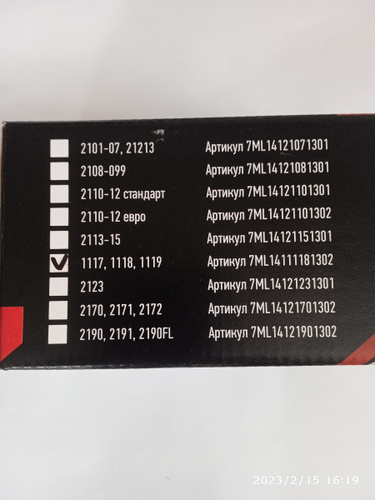 2101-07, 21213 Артикул 7ML14121071301
2108-099 Артикул 7ML14121081301
2110-12 стандарт Артикул 7ML14121101301
2110-12 евро Артикул 7ML14121101302
2113-15 Артикул 7ML14121151301
1117, 1118, 1119 Артикул 7ML14111181302
2123 Артикул 7ML14121231301
2170, 2171, 2172 Артикул 7ML14121701302
2190, 2191, 2190FL Артикул 7ML14121901302
2023/2/15 16:19